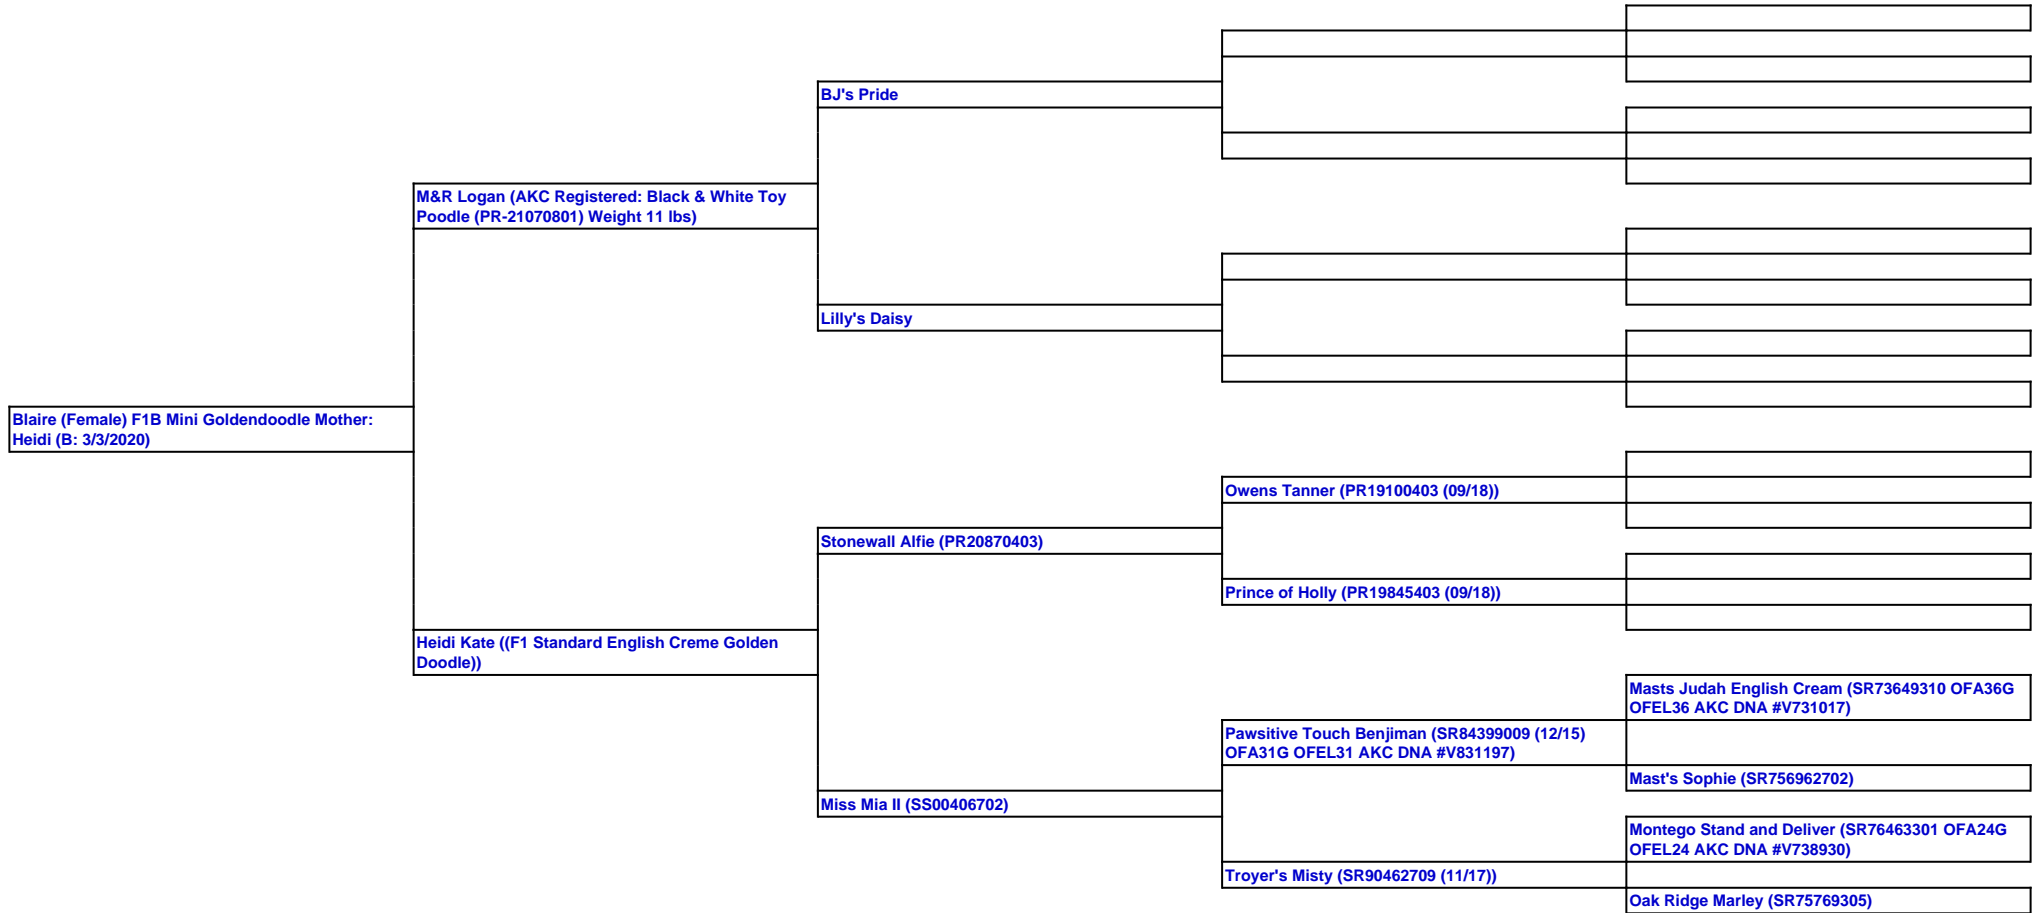 BJ's Pride
M&R Logan (AKC Registered: Black & White Toy
Poodle (PR-21070801) Weight 11 lbs)
Lilly's Daisy
Blaire (Female) F1B Mini Goldendoodle Mother:
Heidi (B: 3/3/2020)
Owens Tanner (PR19100403 (09/18))
Stonewall Alfie (PR20870403)
Prince of Holly (PR19845403 (09/18))
Heidi Kate ((F1 Standard English Creme Golden
Doodle))
Masts Judah English Cream (SR73649310 OFA36G
OFEL36 AKC DNA #V731017)
Pawsitive Touch Benjiman (SR84399009 (12/15)
OFA31G OFEL31 AKC DNA #V831197)
Mast's Sophie (SR756962702)
Miss Mia II (SS00406702)
Montego Stand and Deliver (SR76463301 OFA24G
OFEL24 AKC DNA #V738930)
Troyer's Misty (SR90462709 (11/17))
Oak Ridge Marley (SR75769305)